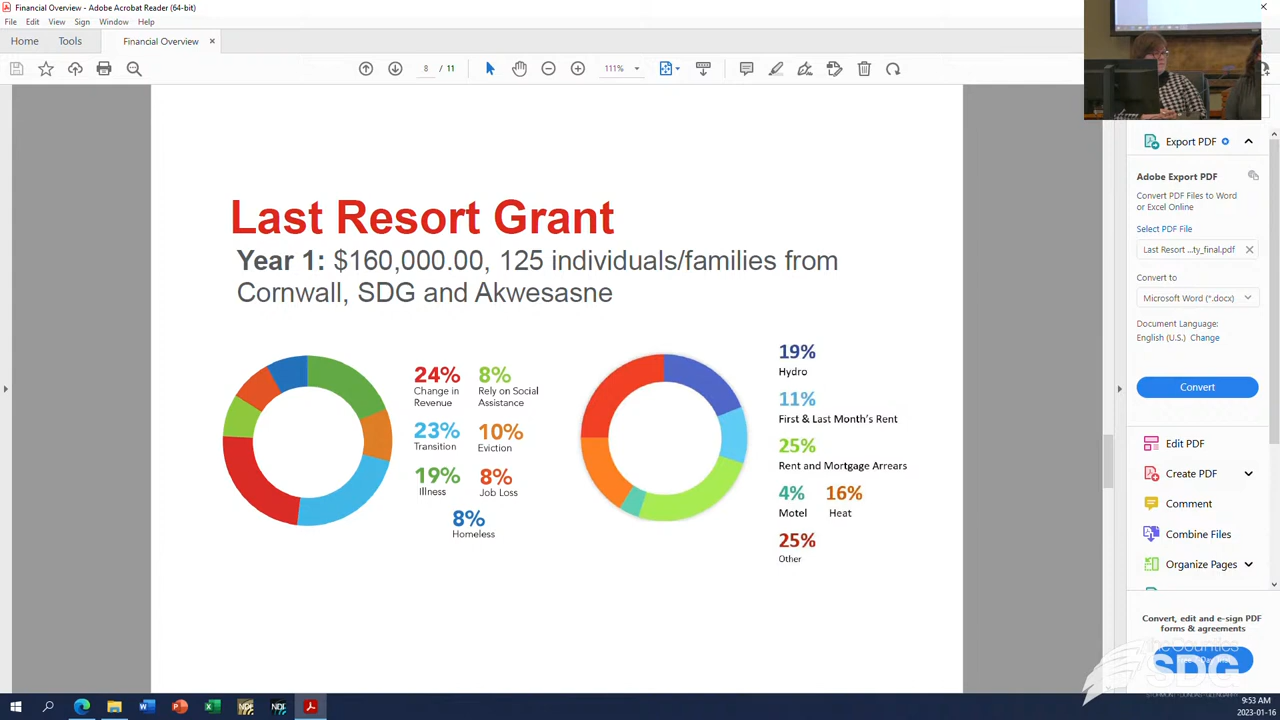 Financial Overview - Adobe Acrobat Reader (64-bit)
File Edit View Sign Window Help
Home Tools Financial Overview ×
8 / 11 111%
Export PDF
Adobe Export PDF
Convert PDF Files to Word
or Excel Online
Select PDF File
Last Resort ...ty_final.pdf
Convert to
Microsoft Word (*.docx)
Document Language:
English (U.S.) Change
Convert
Edit PDF
Create PDF
Comment
Combine Files
Organize Pages
Convert, edit and e-sign PDF
forms & agreements
Last Resort Grant
Year 1: $160,000.00, 125 individuals/families from
Cornwall, SDG and Akwesasne
24% 8%
Change in Rely on Social
Revenue Assistance
23% 10%
Transition Eviction
19% 8%
Illness Job Loss
8%
Homeless
19%
Hydro
11%
First & Last Month's Rent
25%
Rent and Mortgage Arrears
4% 16%
Motel Heat
25%
Other
The Counties
SDG
9:53 AM
2023-01-16